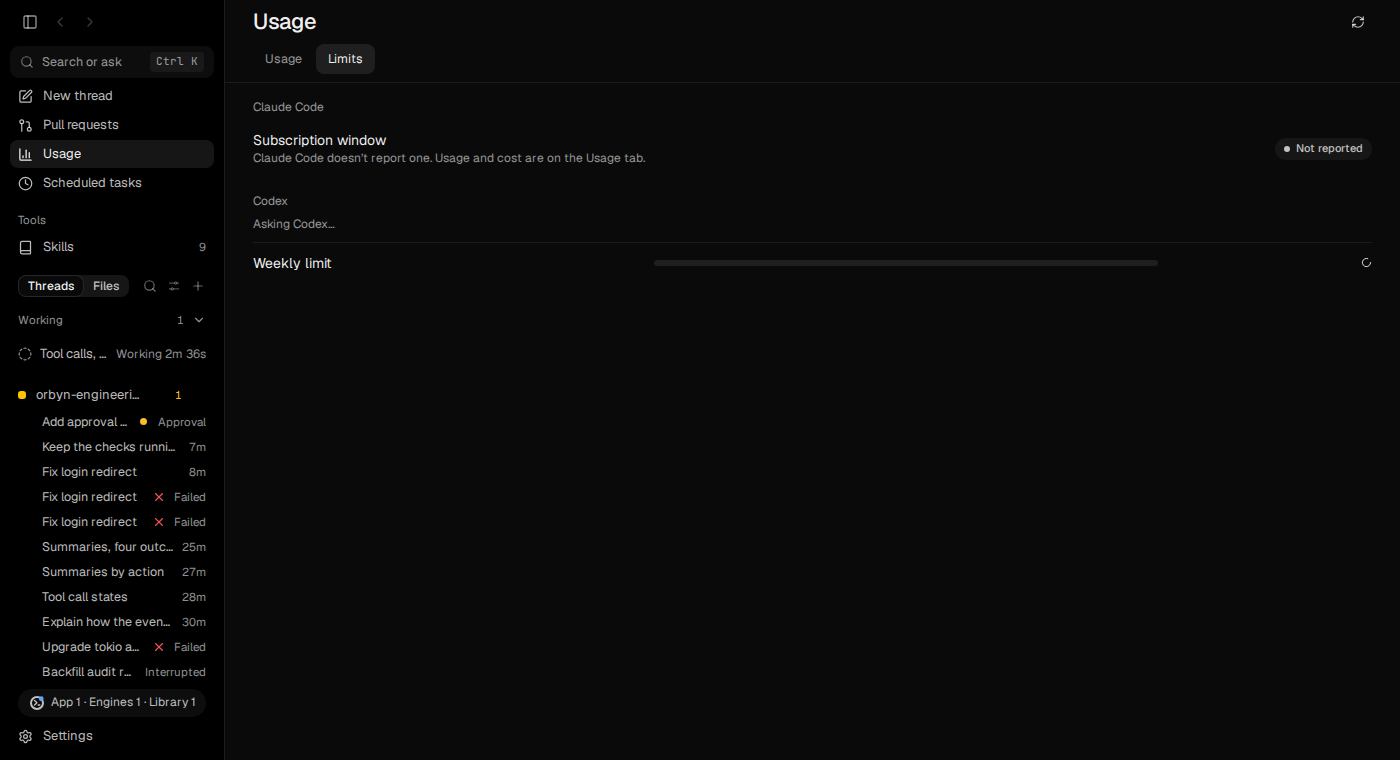 Usage
Usage
Limits
Search or ask
Ctrl K
New thread
Pull requests
Usage
Scheduled tasks
Tools
Skills
9
Threads
Files
Working
1
Tool calls, ...
Working 2m 36s
orbyn-engineeri...
1
Add approval ...
Approval
Keep the checks runni...
7m
Fix login redirect
8m
Fix login redirect
Failed
Fix login redirect
Failed
Summaries, four outc...
25m
Summaries by action
27m
Tool call states
28m
Explain how the even...
30m
Upgrade tokio a...
Failed
Backfill audit r...
Interrupted
App 1 · Engines 1 · Library 1
Settings
Claude Code
Subscription window
Claude Code doesn't report one. Usage and cost are on the Usage tab.
Not reported
Codex
Asking Codex...
Weekly limit